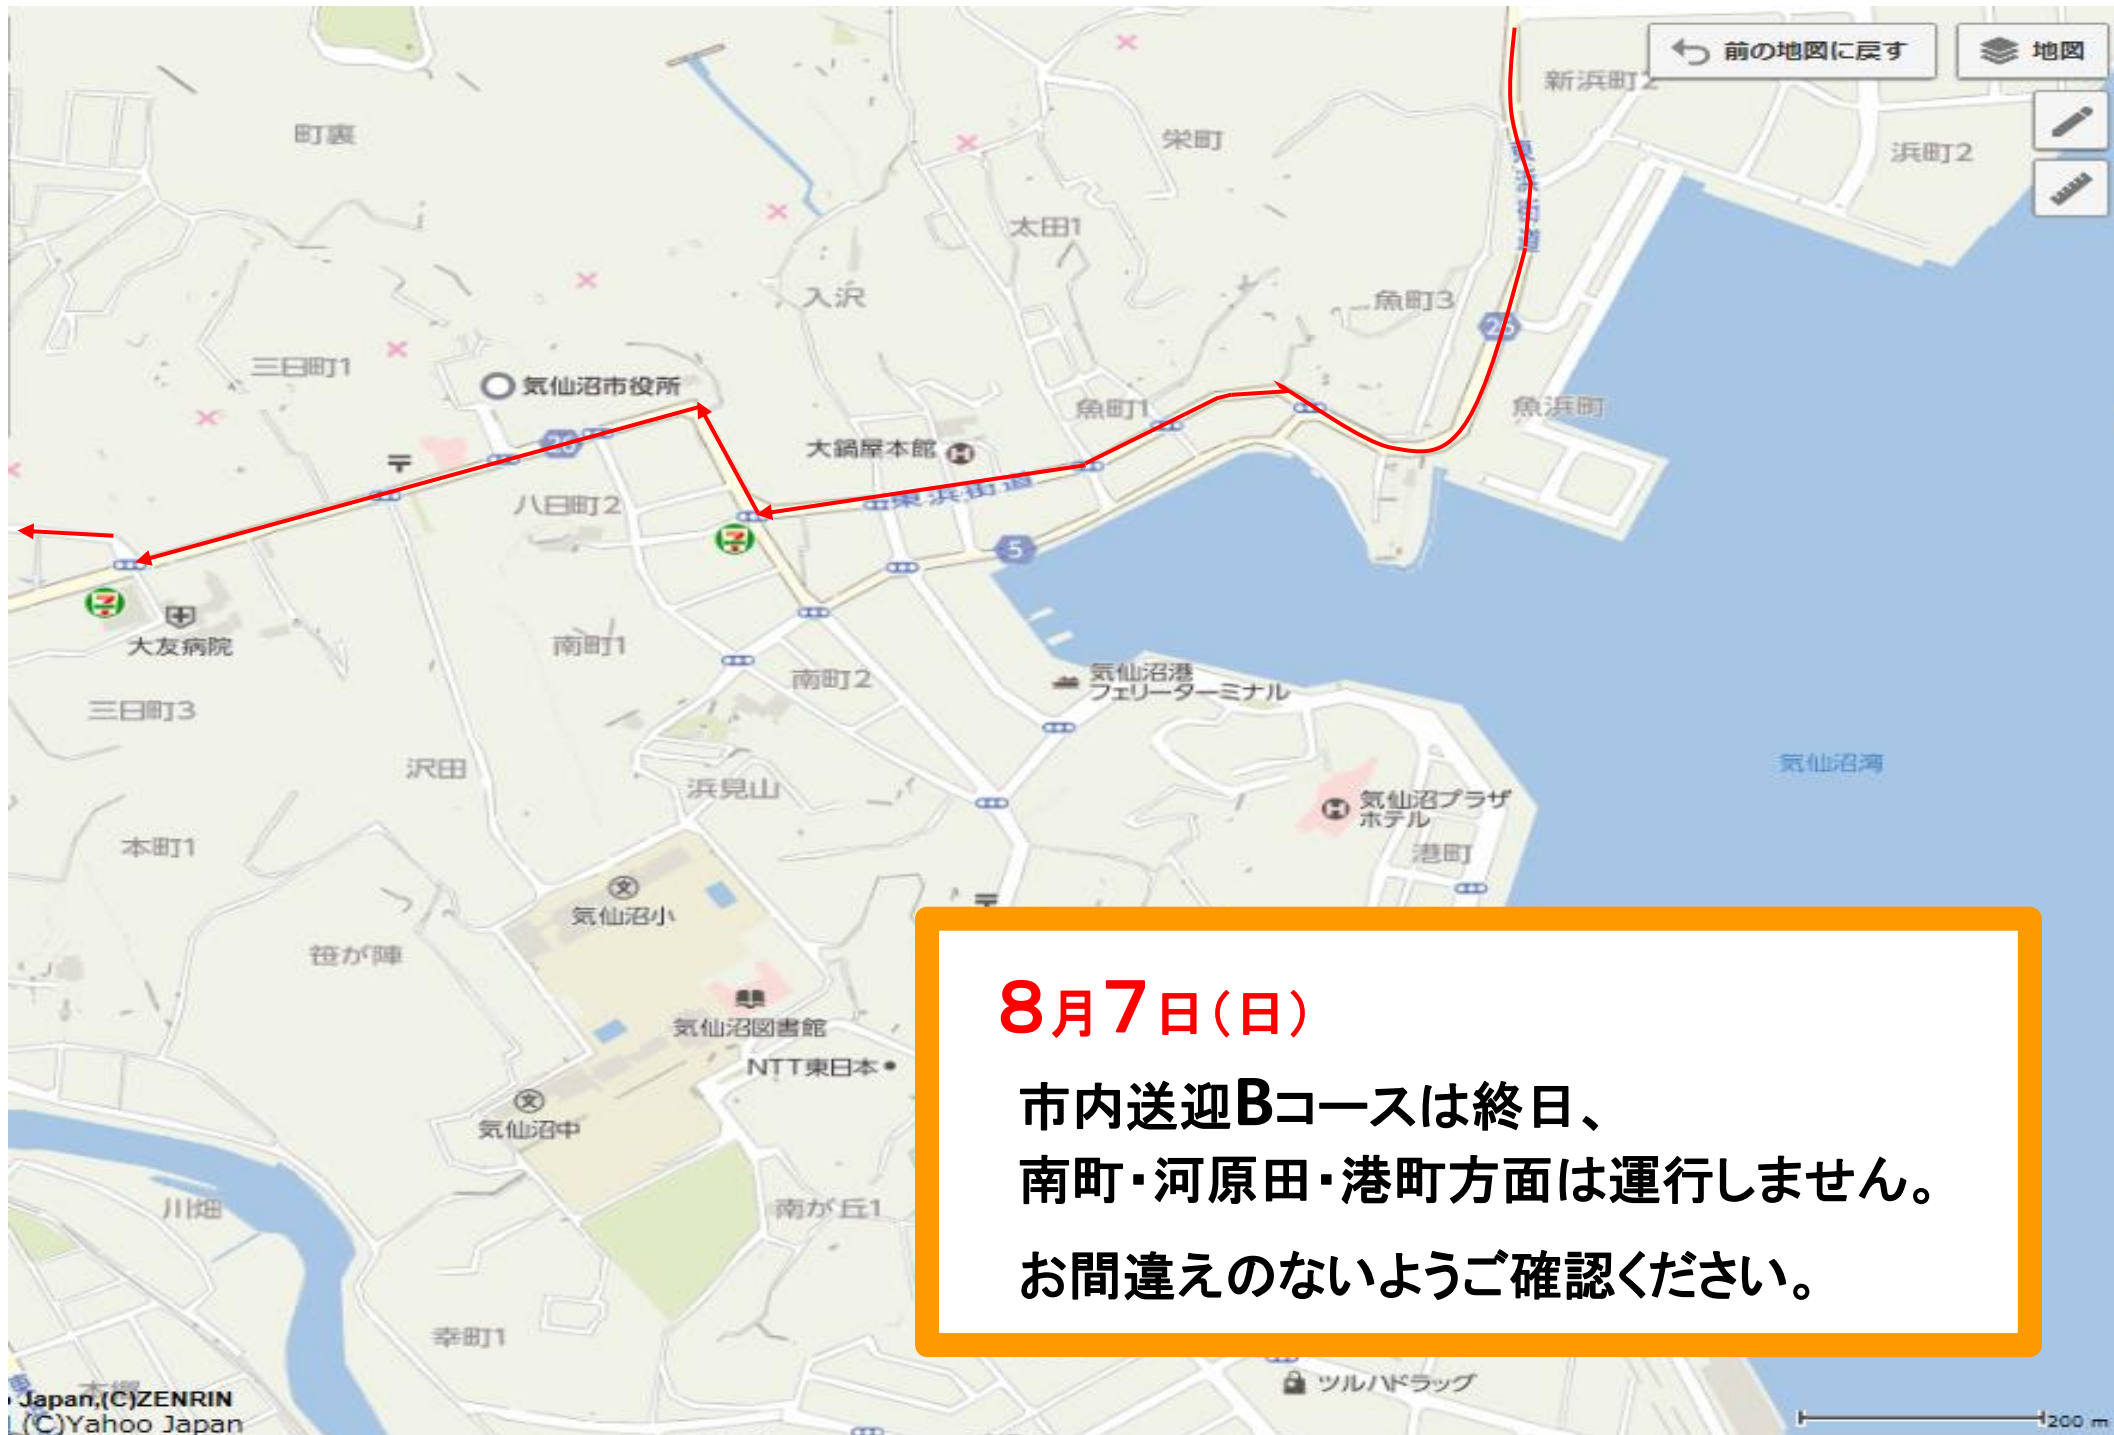 前の地図に戻す
地図
新浜町2
浜町2
町裏
栄町
東浜街道
太田1
入沢
魚町3
26
三日町1
気仙沼市役所
魚町1
魚浜町
大鍋屋本館
26
八日町2
東浜街道
5
大友病院
南町1
南町2
気仙沼港
フェリーターミナル
三日町3
沢田
浜見山
気仙沼湾
気仙沼プラザ
ホテル
本町1
港町
気仙沼小
笹が陣
気仙沼図書館
NTT東日本
気仙沼中
川畑
南が丘1
幸町1
8月7日(日)
市内送迎Bコースは終日、
南町・河原田・港町方面は運行しません。
お間違えのないようご確認ください。
ツルハドラッグ
本郷
Japan,(C)ZENRIN
(C)Yahoo Japan
200 m